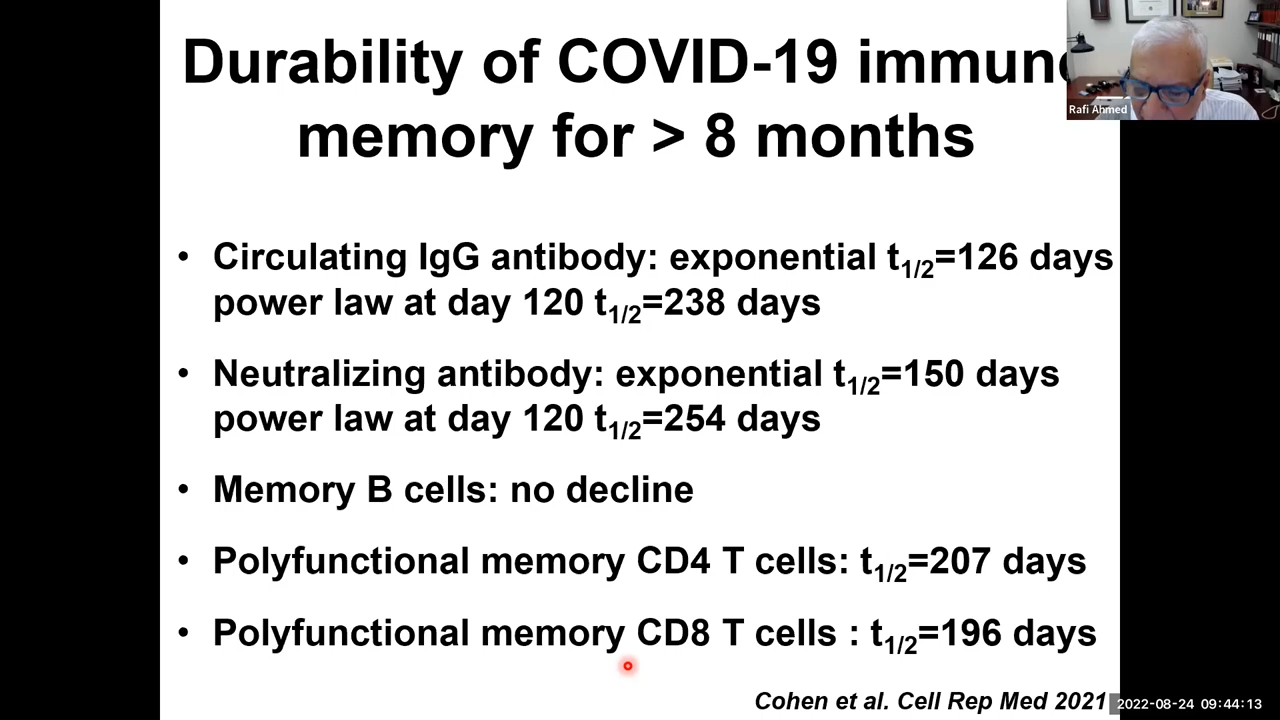 Durability of COVID-19 immune
memory for > 8 months
Rafi Ahmed
• Circulating IgG antibody: exponential t1/2=126 days
power law at day 120 t1/2=238 days
• Neutralizing antibody: exponential t1/2=150 days
power law at day 120 t1/2=254 days
• Memory B cells: no decline
• Polyfunctional memory CD4 T cells: t1/2=207 days
• Polyfunctional memory CD8 T cells : t1/2=196 days
Cohen et al. Cell Rep Med 2021
2022-08-24 09:44:13